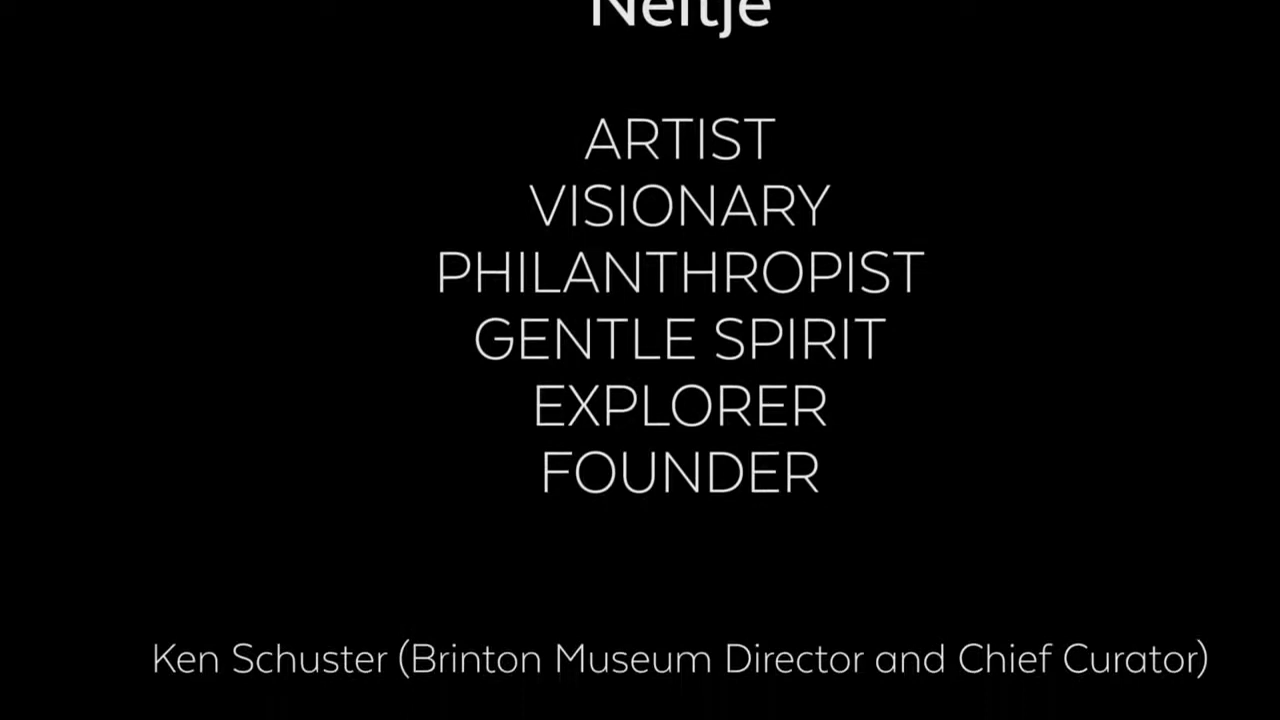 Neltje
ARTIST
VISIONARY
PHILANTHROPIST
GENTLE SPIRIT
EXPLORER
FOUNDER
Ken Schuster (Brinton Museum Director and Chief Curator)